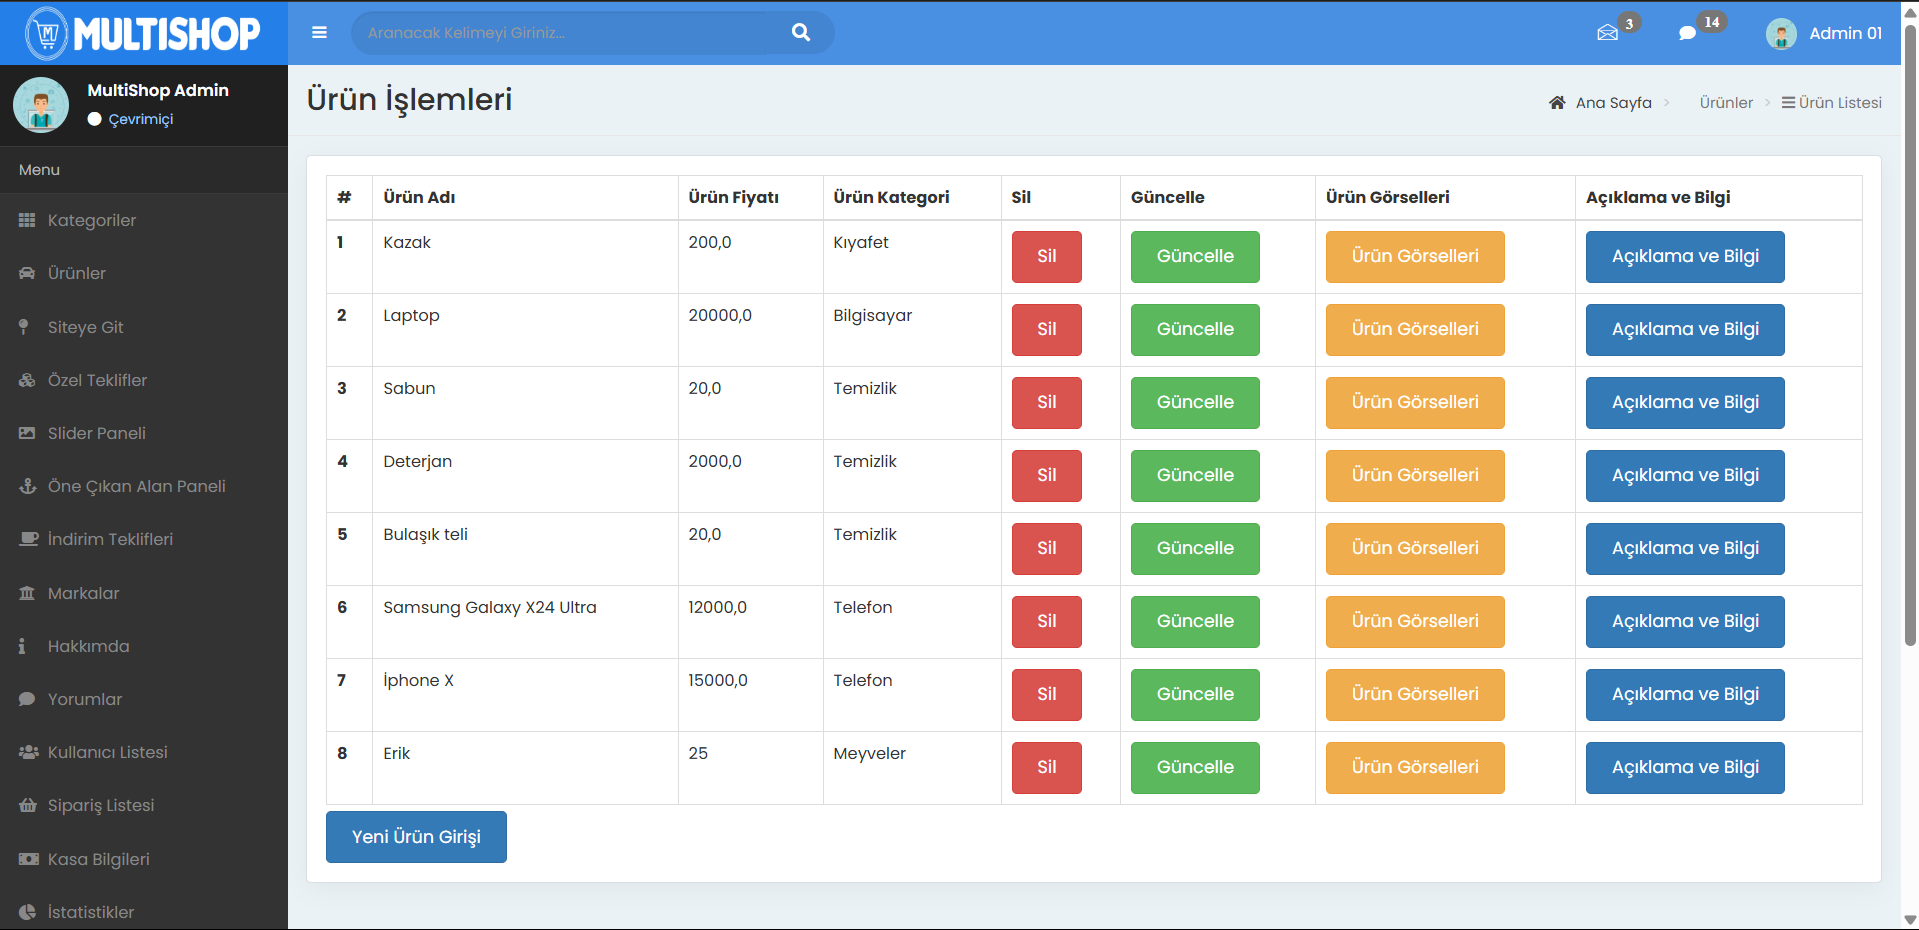 MULTISHOP
Aranacak Kelimeyi Giriniz...
3
14
Admin 01
MultiShop Admin
Çevrimiçi
Menu
Kategoriler
Ürünler
Siteye Git
Özel Teklifler
Slider Paneli
Öne Çıkan Alan Paneli
İndirim Teklifleri
Markalar
Hakkımda
Yorumlar
Kullanıcı Listesi
Sipariş Listesi
Kasa Bilgileri
İstatistikler
Ürün İşlemleri
Ana Sayfa > Ürünler > Ürün Listesi
# Ürün Adı Ürün Fiyatı Ürün Kategori Sil Güncelle Ürün Görselleri Açıklama ve Bilgi
1 Kazak 200,0 Kıyafet Sil Güncelle Ürün Görselleri Açıklama ve Bilgi
2 Laptop 20000,0 Bilgisayar Sil Güncelle Ürün Görselleri Açıklama ve Bilgi
3 Sabun 20,0 Temizlik Sil Güncelle Ürün Görselleri Açıklama ve Bilgi
4 Deterjan 2000,0 Temizlik Sil Güncelle Ürün Görselleri Açıklama ve Bilgi
5 Bulaşık teli 20,0 Temizlik Sil Güncelle Ürün Görselleri Açıklama ve Bilgi
6 Samsung Galaxy X24 Ultra 12000,0 Telefon Sil Güncelle Ürün Görselleri Açıklama ve Bilgi
7 İphone X 15000,0 Telefon Sil Güncelle Ürün Görselleri Açıklama ve Bilgi
8 Erik 25 Meyveler Sil Güncelle Ürün Görselleri Açıklama ve Bilgi
Yeni Ürün Girişi